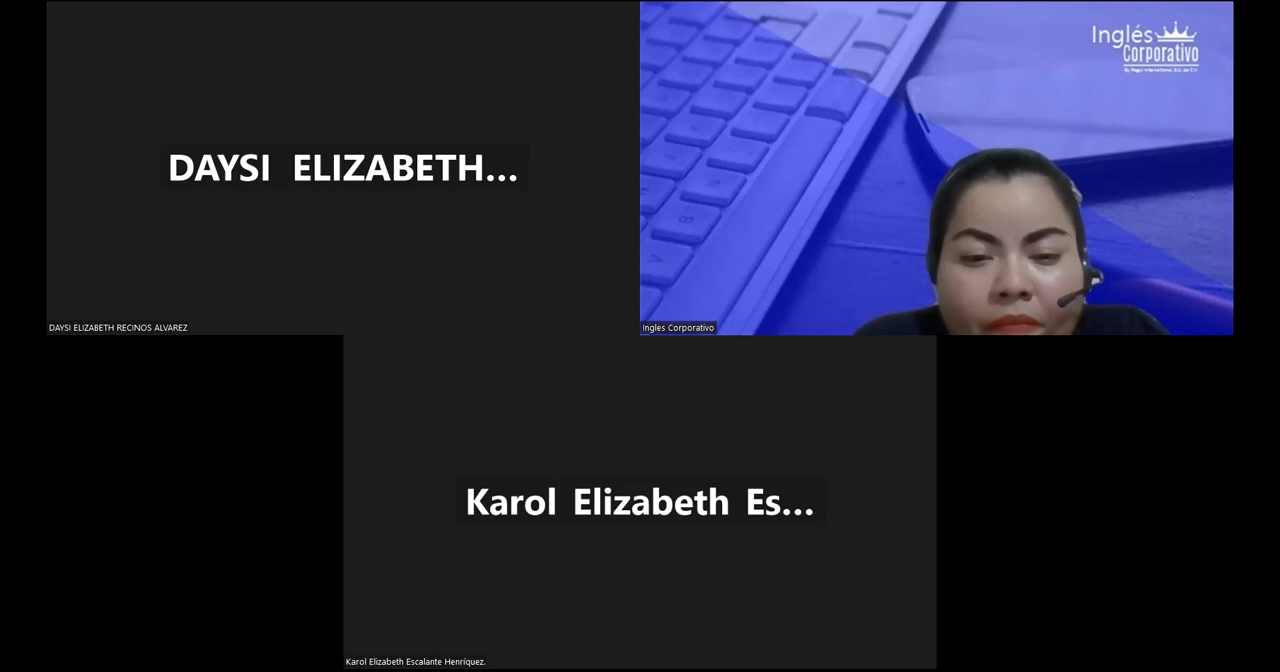 DAYSI ELIZABETH...
DAYSI ELIZABETH RECINOS ALVAREZ
Inglés
Corporativo
Ingles Corporativo
Karol Elizabeth Es...
Karol Elizabeth Escalante Henríquez.